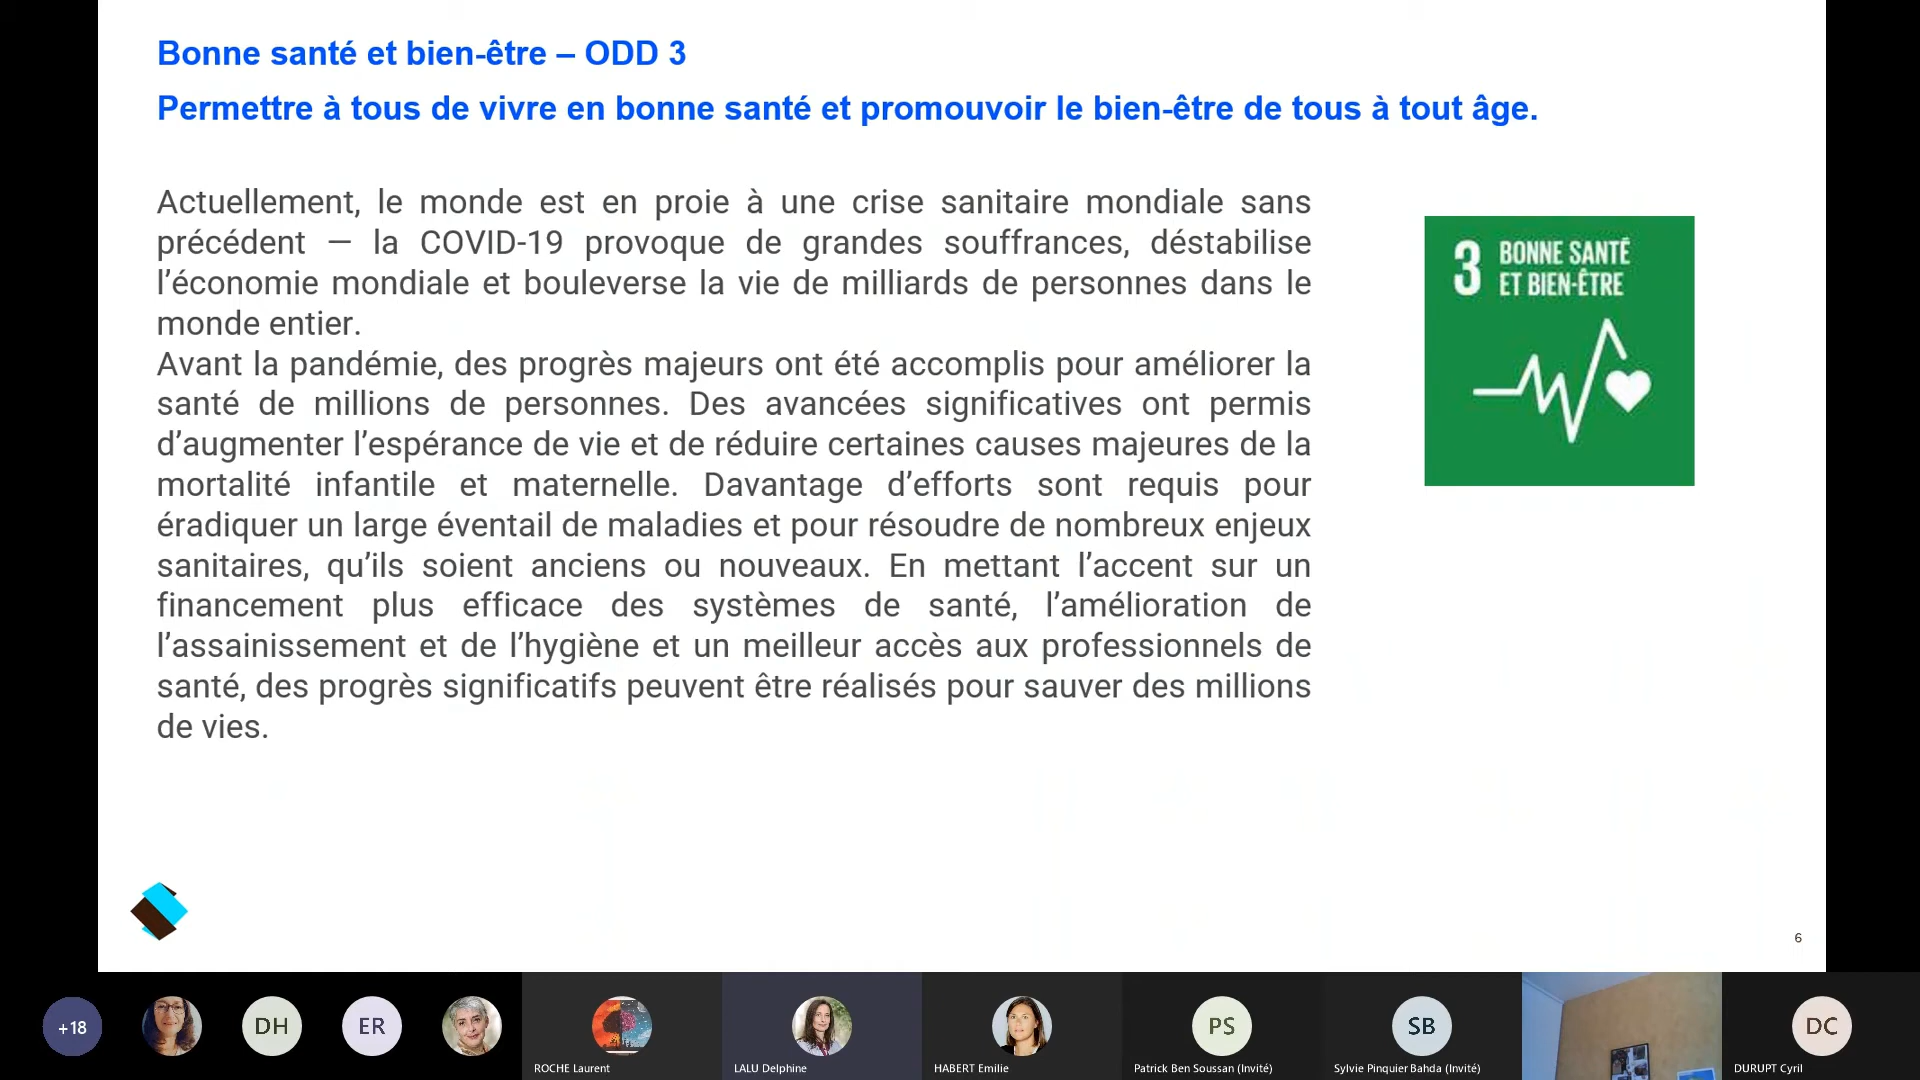 Bonne santé et bien-être – ODD 3
Permettre à tous de vivre en bonne santé et promouvoir le bien-être de tous à tout âge.
Actuellement, le monde est en proie à une crise sanitaire mondiale sans
précédent — la COVID-19 provoque de grandes souffrances, déstabilise
l’économie mondiale et bouleverse la vie de milliards de personnes dans le
monde entier.
Avant la pandémie, des progrès majeurs ont été accomplis pour améliorer la
santé de millions de personnes. Des avancées significatives ont permis
d’augmenter l’espérance de vie et de réduire certaines causes majeures de la
mortalité infantile et maternelle. Davantage d’efforts sont requis pour
éradiquer un large éventail de maladies et pour résoudre de nombreux enjeux
sanitaires, qu’ils soient anciens ou nouveaux. En mettant l’accent sur un
financement plus efficace des systèmes de santé, l’amélioration de
l’assainissement et de l’hygiène et un meilleur accès aux professionnels de
santé, des progrès significatifs peuvent être réalisés pour sauver des millions
de vies.
3 BONNE SANTÉ
ET BIEN-ÊTRE
6
+18
DH
ER
PS
SB
DC
ROCHE Laurent
LALU Delphine
HABERT Emilie
Patrick Ben Soussan (Invité)
Sylvie Pinquier Bahda (Invité)
DURUPT Cyril